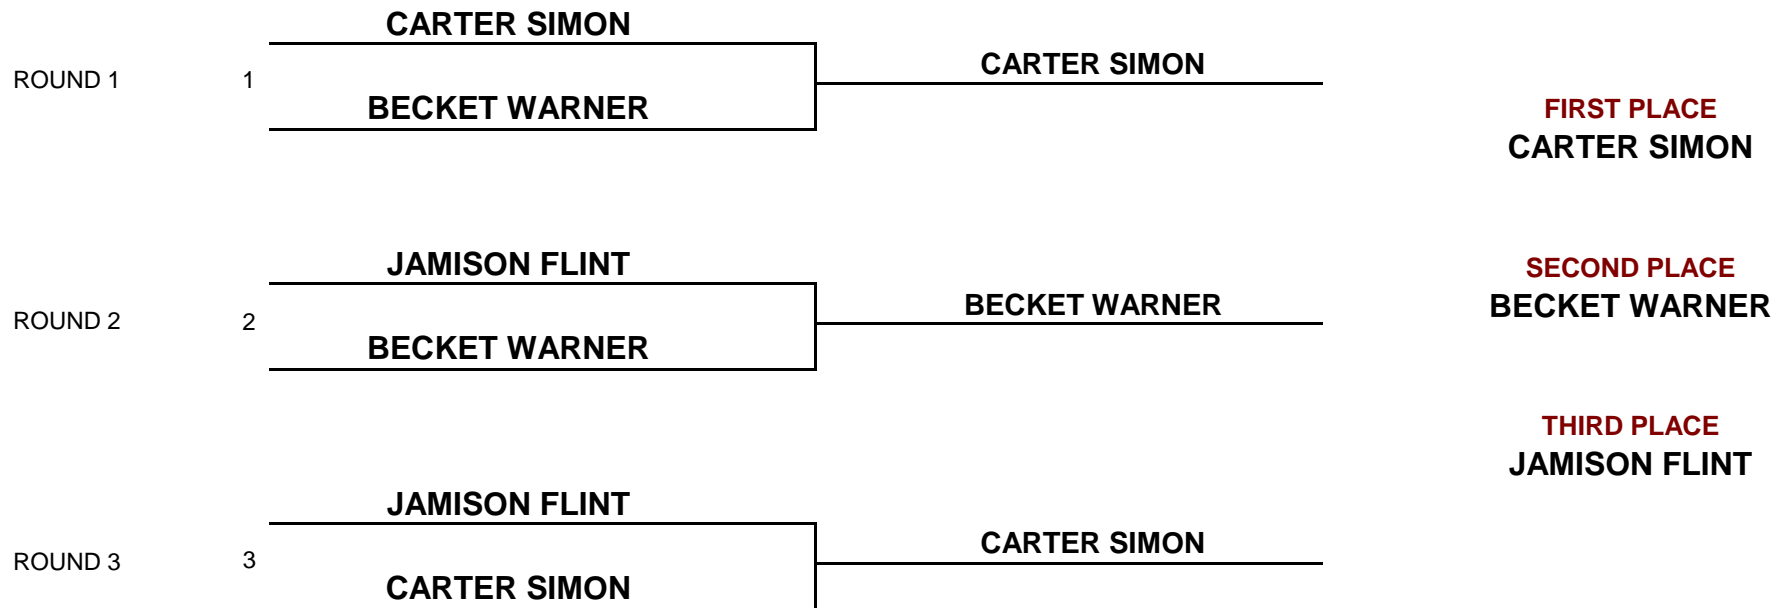 CARTER SIMON
CARTER SIMON
ROUND 1 1
BECKET WARNER
FIRST PLACE
CARTER SIMON
JAMISON FLINT
SECOND PLACE
BECKET WARNER
BECKET WARNER
ROUND 2 2
BECKET WARNER
THIRD PLACE
JAMISON FLINT
JAMISON FLINT
CARTER SIMON
ROUND 3 3
CARTER SIMON